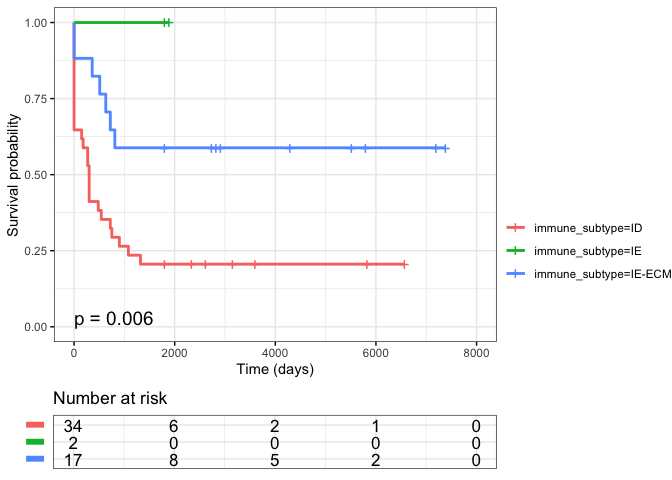 1.00
0.75
0.50
0.25
0.00
Survival probability
p = 0.006
0 2000 4000 6000 8000
Time (days)
immune_subtype=ID
immune_subtype=IE
immune_subtype=IE-ECM
Number at risk
34 6 2 1 0
2 0 0 0 0
17 8 5 2 0